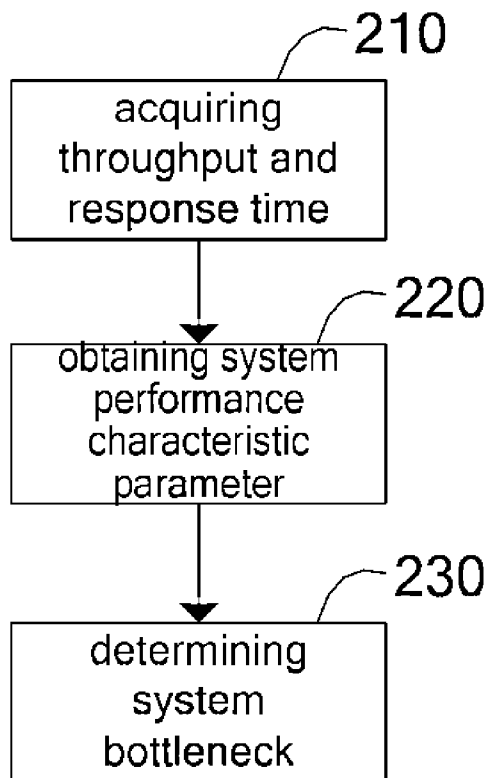 210
acquiring
throughput and
response time
220
obtaining system
performance
characteristic
parameter
230
determining
system
bottleneck